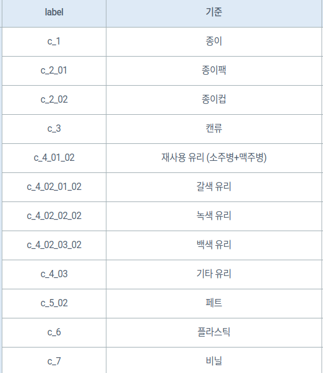 label 기준
c_1 종이
c_2_01 종이팩
c_2_02 종이컵
c_3 캔류
c_4_01_02 재사용 유리 (소주병+맥주병)
c_4_02_01_02 갈색 유리
c_4_02_02_02 녹색 유리
c_4_02_03_02 백색 유리
c_4_03 기타 유리
c_5_02 페트
c_6 플라스틱
c_7 비닐